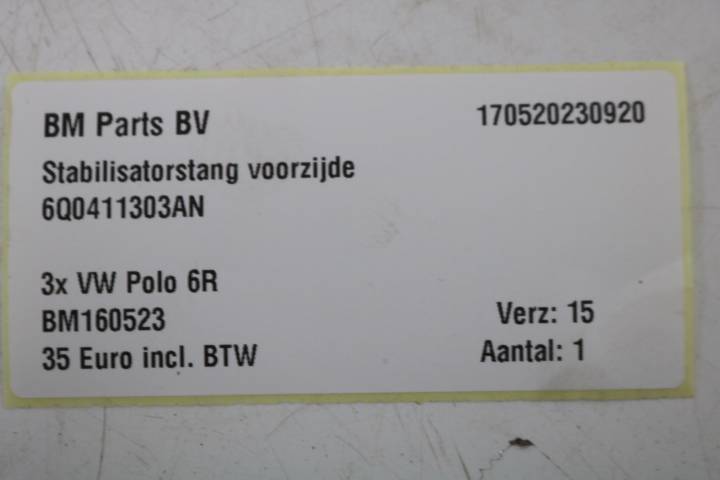 BM Parts BV 170520230920
Stabilisatorstang voorzijde
6Q0411303AN
3x VW Polo 6R
BM160523 Verz: 15
35 Euro incl. BTW Aantal: 1